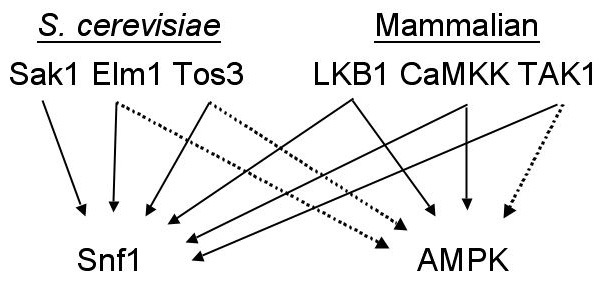 S. cerevisiae Mammalian
Sak1 Elm1 Tos3 LKB1 CaMKK TAK1
Snf1 AMPK